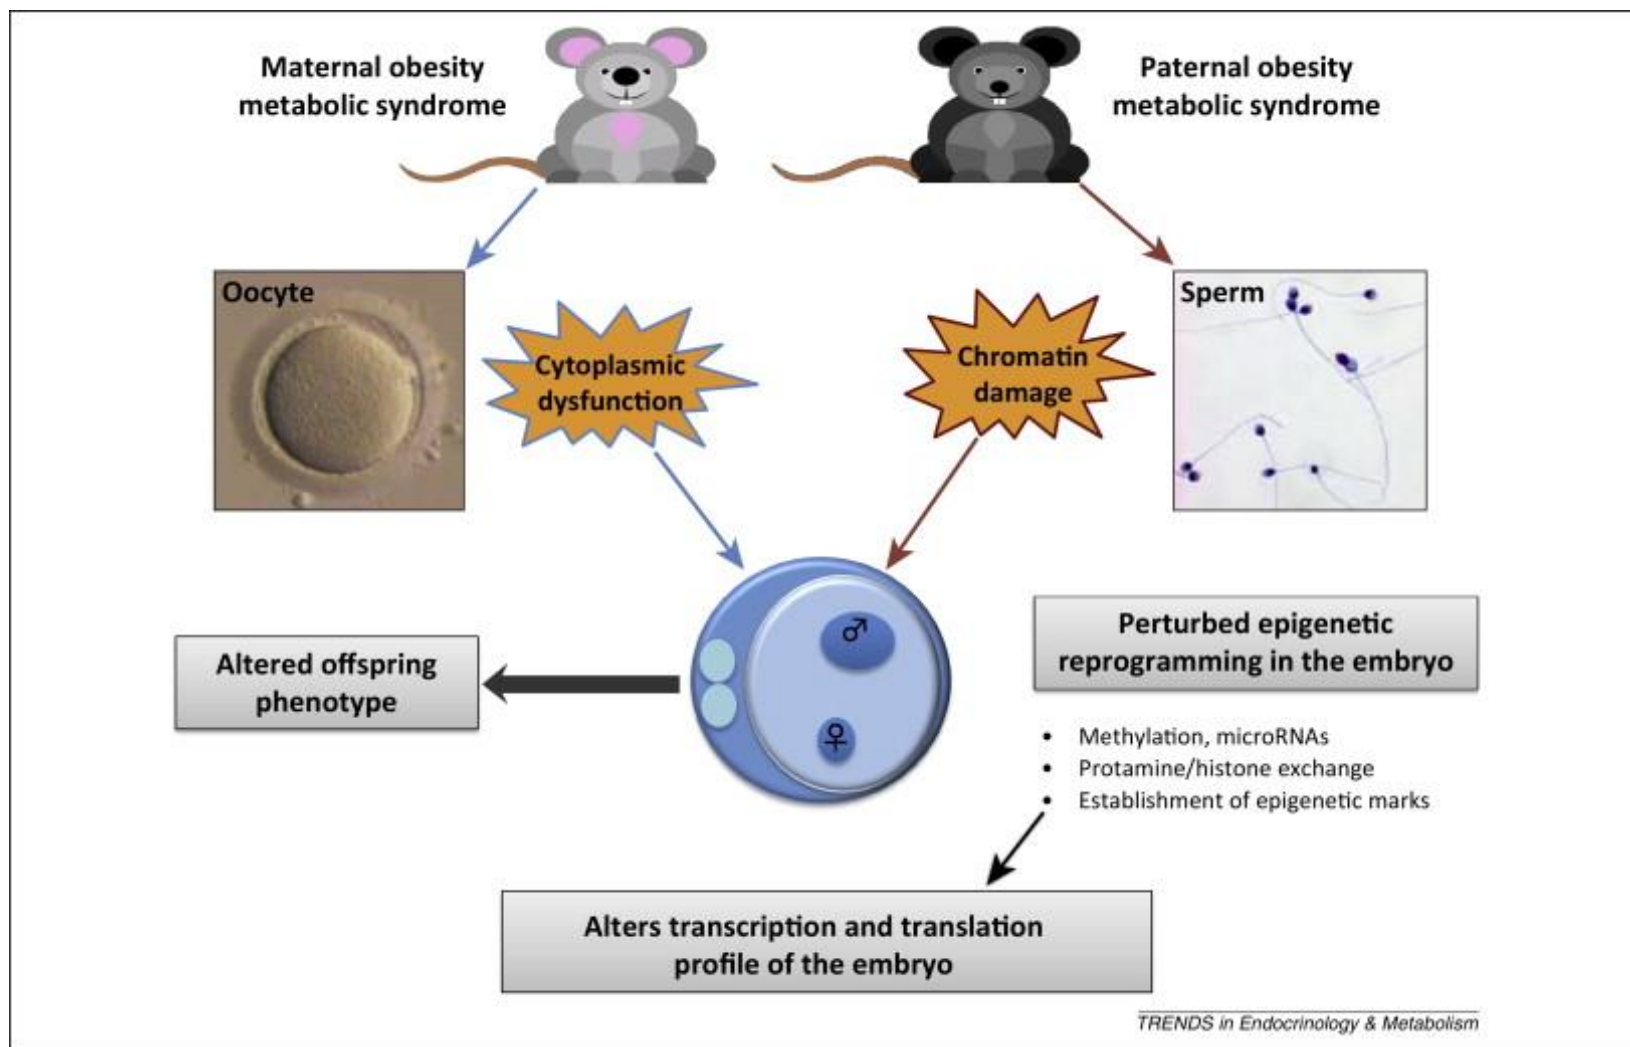 Maternal obesity
metabolic syndrome
Paternal obesity
metabolic syndrome
Oocyte
Cytoplasmic
dysfunction
Chromatin
damage
Sperm
♂
♀
Altered offspring
phenotype
Perturbed epigenetic
reprogramming in the embryo
• Methylation, microRNAs
• Protamine/histone exchange
• Establishment of epigenetic marks
Alters transcription and translation
profile of the embryo
TRENDS in Endocrinology & Metabolism